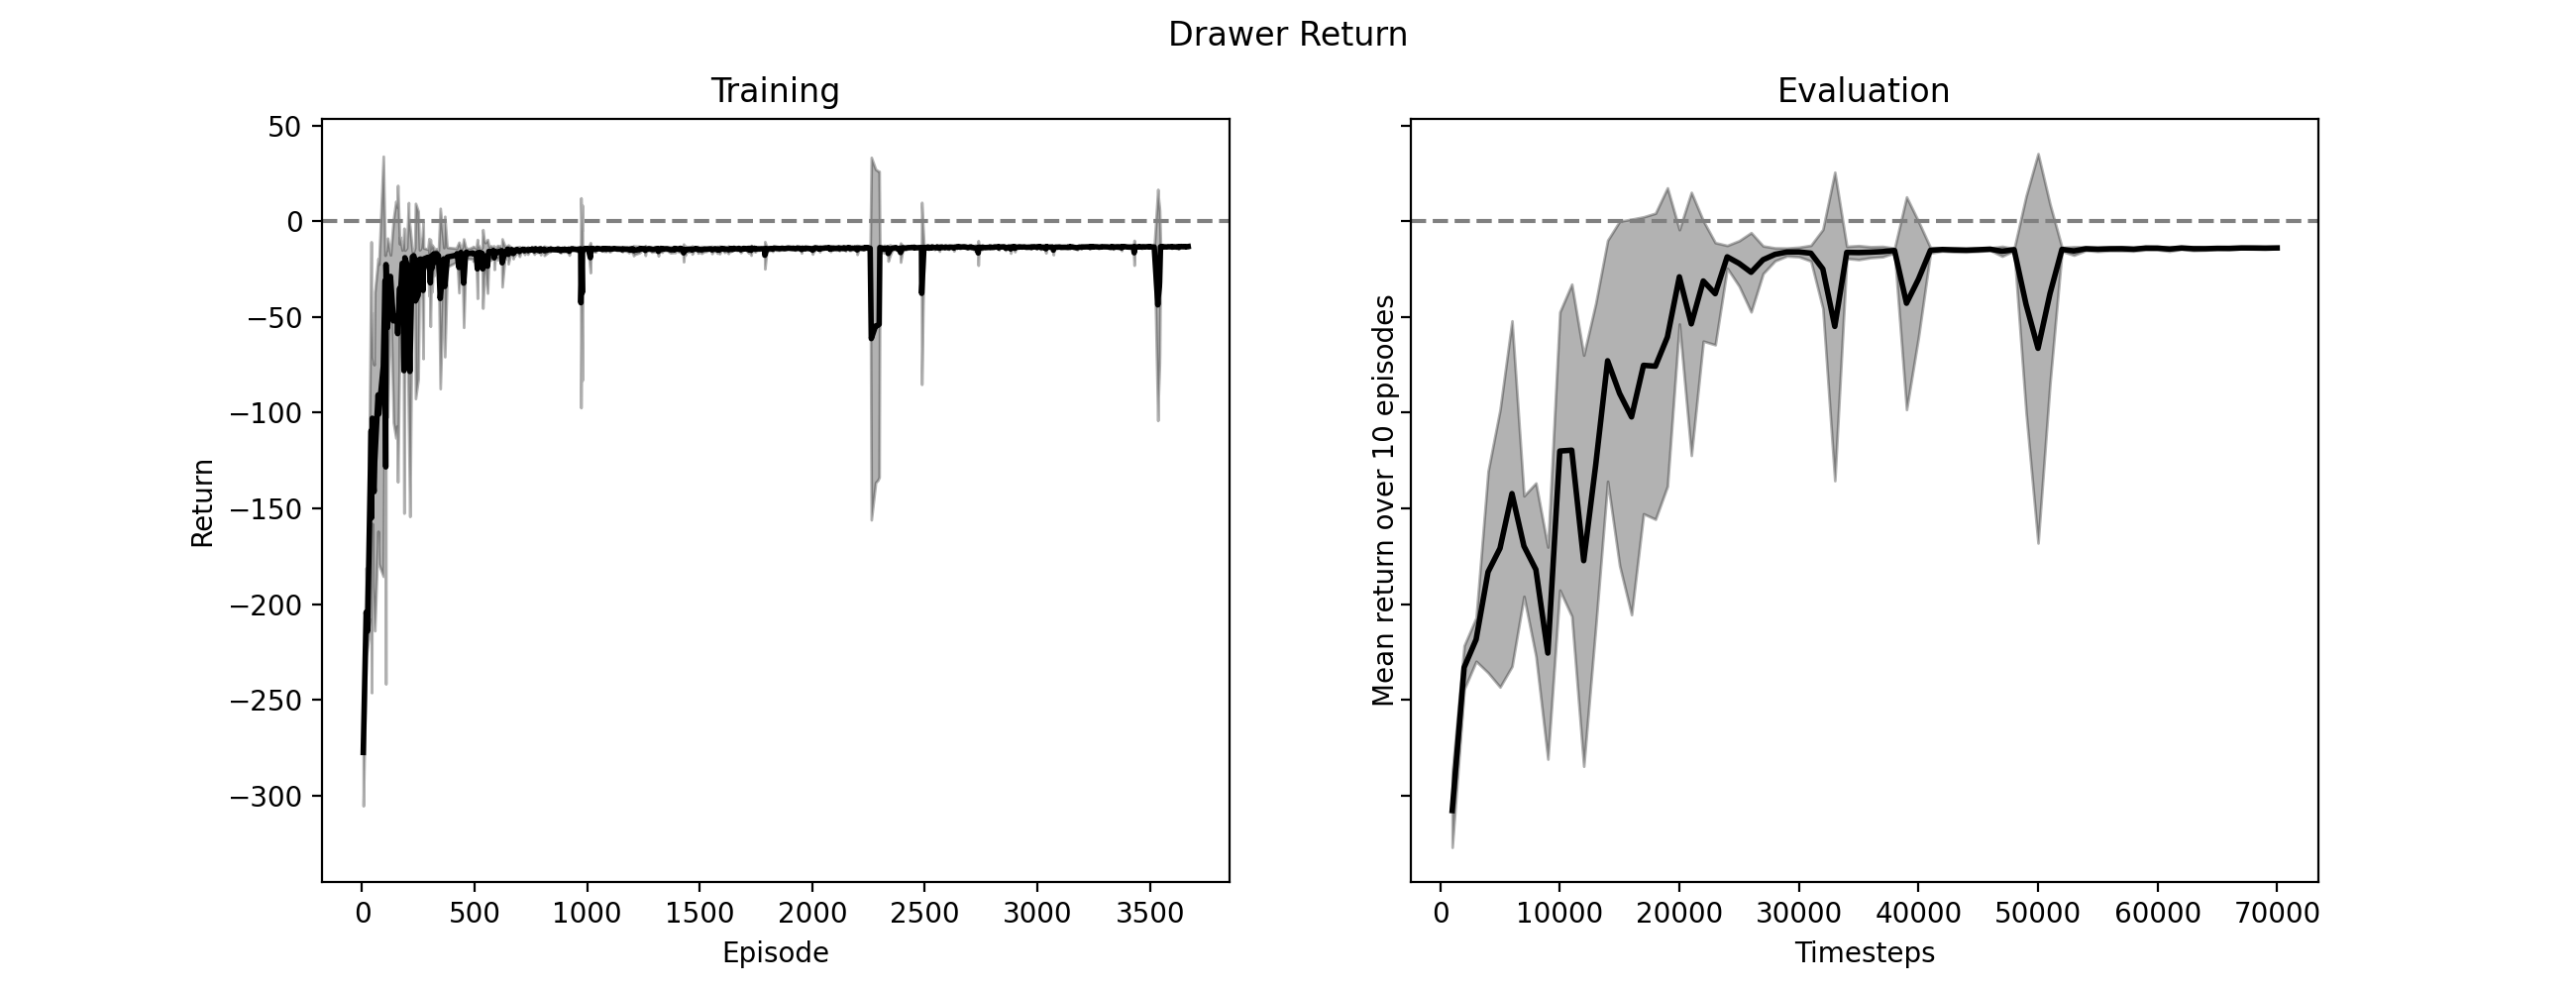 Drawer Return
Training
Return
50
0
−50
−100
−150
−200
−250
−300
0 500 1000 1500 2000 2500 3000 3500
Episode
Evaluation
Mean return over 10 episodes
0 10000 20000 30000 40000 50000 60000 70000
Timesteps